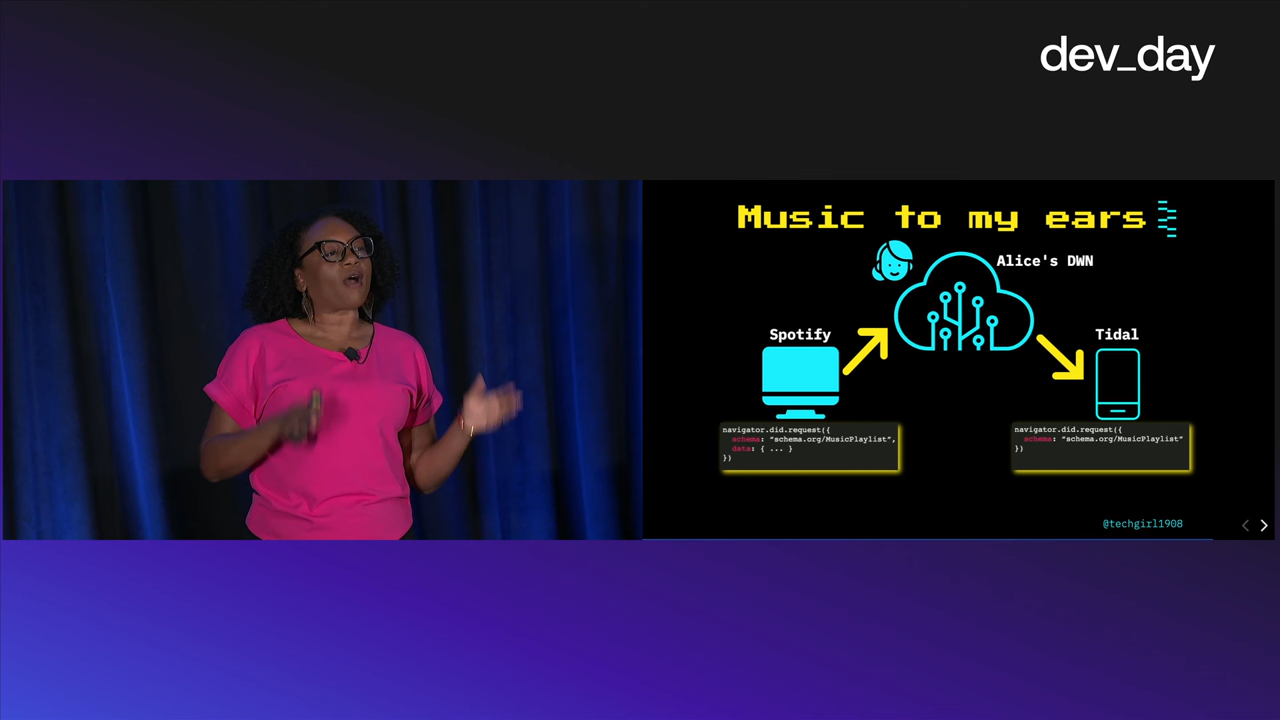 dev_day
Music to my ears
Alice's DWN
Spotify
Tidal
navigator.did.request({
schema: "schema.org/MusicPlaylist",
data: { ... }
})
navigator.did.request({
schema: "schema.org/MusicPlaylist"
})
@techgirl1908